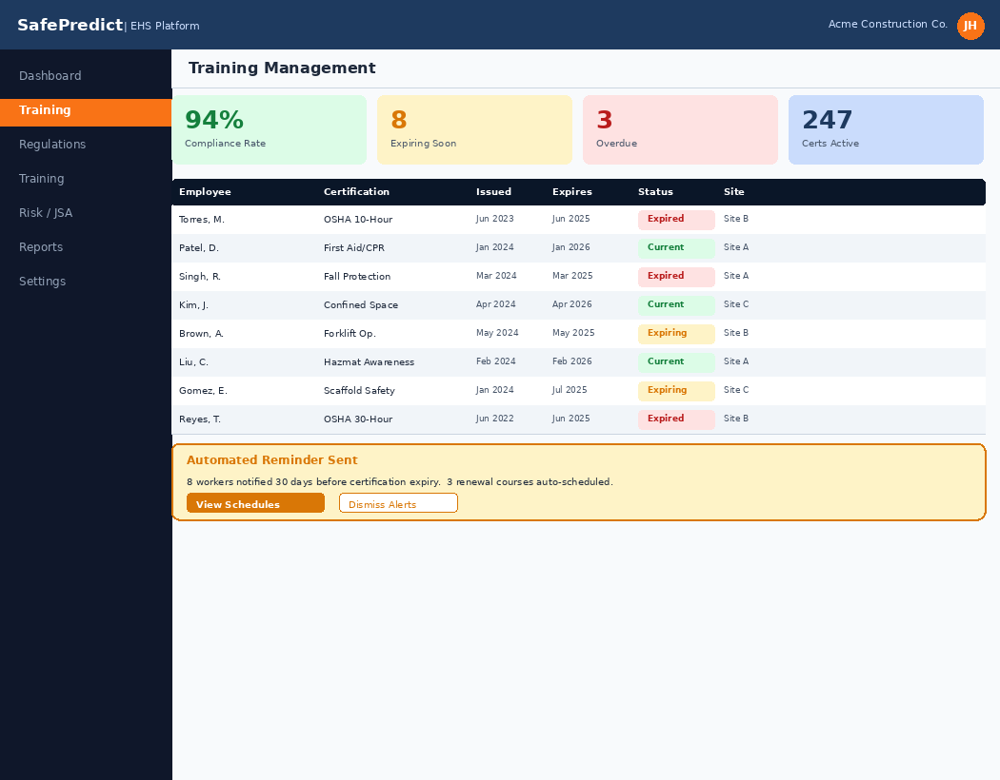 SafePredict | EHS Platform
Acme Construction Co. JH
Dashboard
Training
Regulations
Training
Risk / JSA
Reports
Settings
Training Management
94%
Compliance Rate
8
Expiring Soon
3
Overdue
247
Certs Active
Employee Certification Issued Expires Status Site
Torres, M. OSHA 10-Hour Jun 2023 Jun 2025 Expired Site B
Patel, D. First Aid/CPR Jan 2024 Jan 2026 Current Site A
Singh, R. Fall Protection Mar 2024 Mar 2025 Expired Site A
Kim, J. Confined Space Apr 2024 Apr 2026 Current Site C
Brown, A. Forklift Op. May 2024 May 2025 Expiring Site B
Liu, C. Hazmat Awareness Feb 2024 Feb 2026 Current Site A
Gomez, E. Scaffold Safety Jan 2024 Jul 2025 Expiring Site C
Reyes, T. OSHA 30-Hour Jun 2022 Jun 2025 Expired Site B
Automated Reminder Sent
8 workers notified 30 days before certification expiry. 3 renewal courses auto-scheduled.
View Schedules Dismiss Alerts